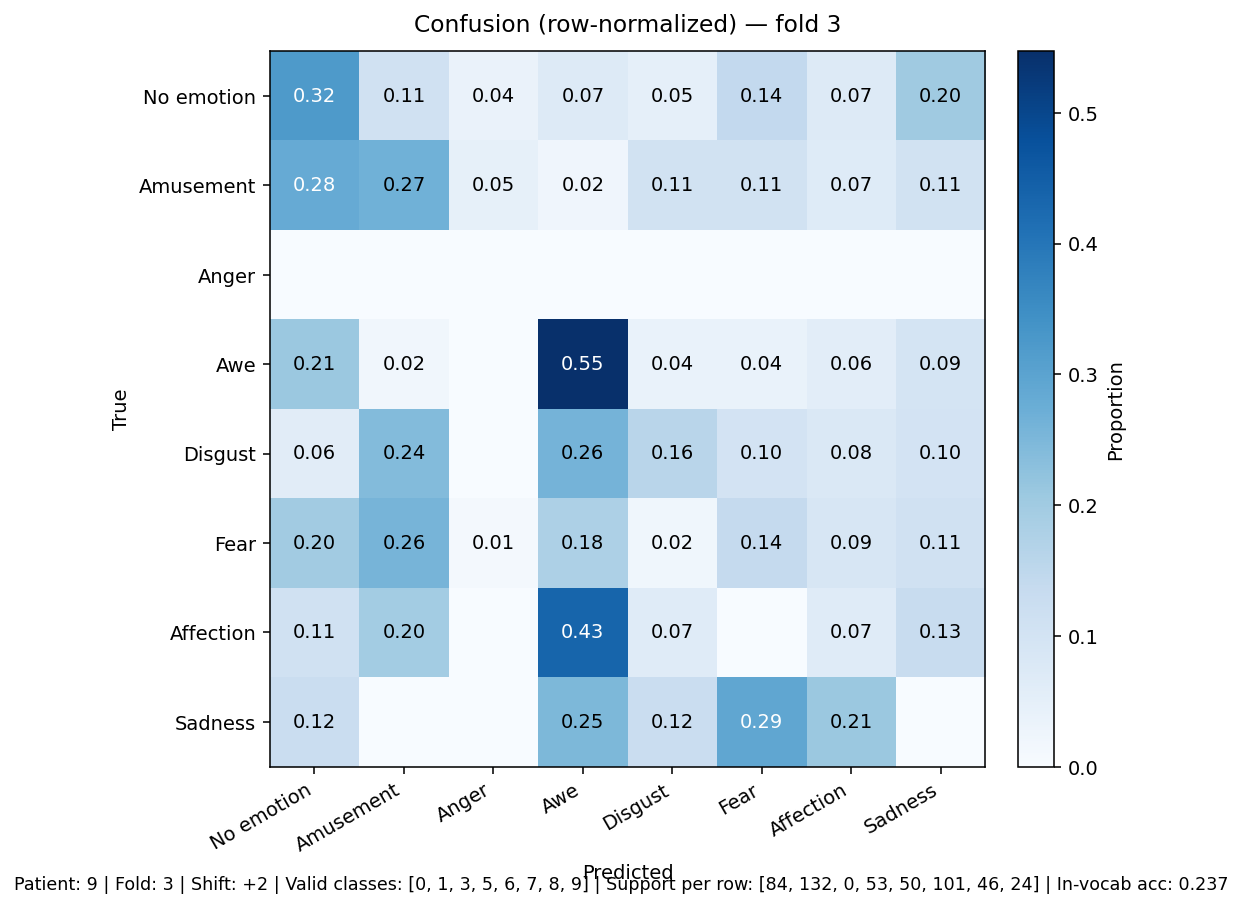 Confusion (row-normalized) — fold 3
No emotion 0.32 0.11 0.04 0.07 0.05 0.14 0.07 0.20
Amusement 0.28 0.27 0.05 0.02 0.11 0.11 0.07 0.11
Anger
Awe 0.21 0.02 0.55 0.04 0.04 0.06 0.09
Disgust 0.06 0.24 0.26 0.16 0.10 0.08 0.10
Fear 0.20 0.26 0.01 0.18 0.02 0.14 0.09 0.11
Affection 0.11 0.20 0.43 0.07 0.07 0.13
Sadness 0.12 0.25 0.12 0.29 0.21
True
No emotion Amusement Anger Awe Disgust Fear Affection Sadness
Predicted
0.5
0.4
0.3
0.2
0.1
0.0
Proportion
Patient: 9 | Fold: 3 | Shift: +2 | Valid classes: [0, 1, 3, 5, 6, 7, 8, 9] | Support per row: [84, 132, 0, 53, 50, 101, 46, 24] | In-vocab acc: 0.237